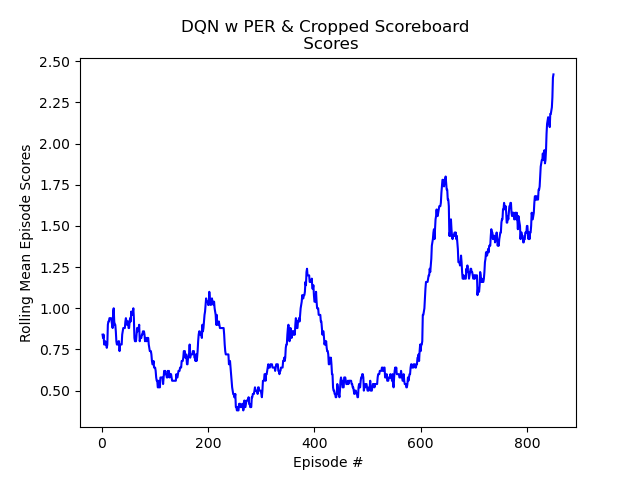 DQN w PER & Cropped Scoreboard
Scores
2.50
2.25
2.00
1.75
1.50
1.25
1.00
0.75
0.50
Rolling Mean Episode Scores
0 200 400 600 800
Episode #